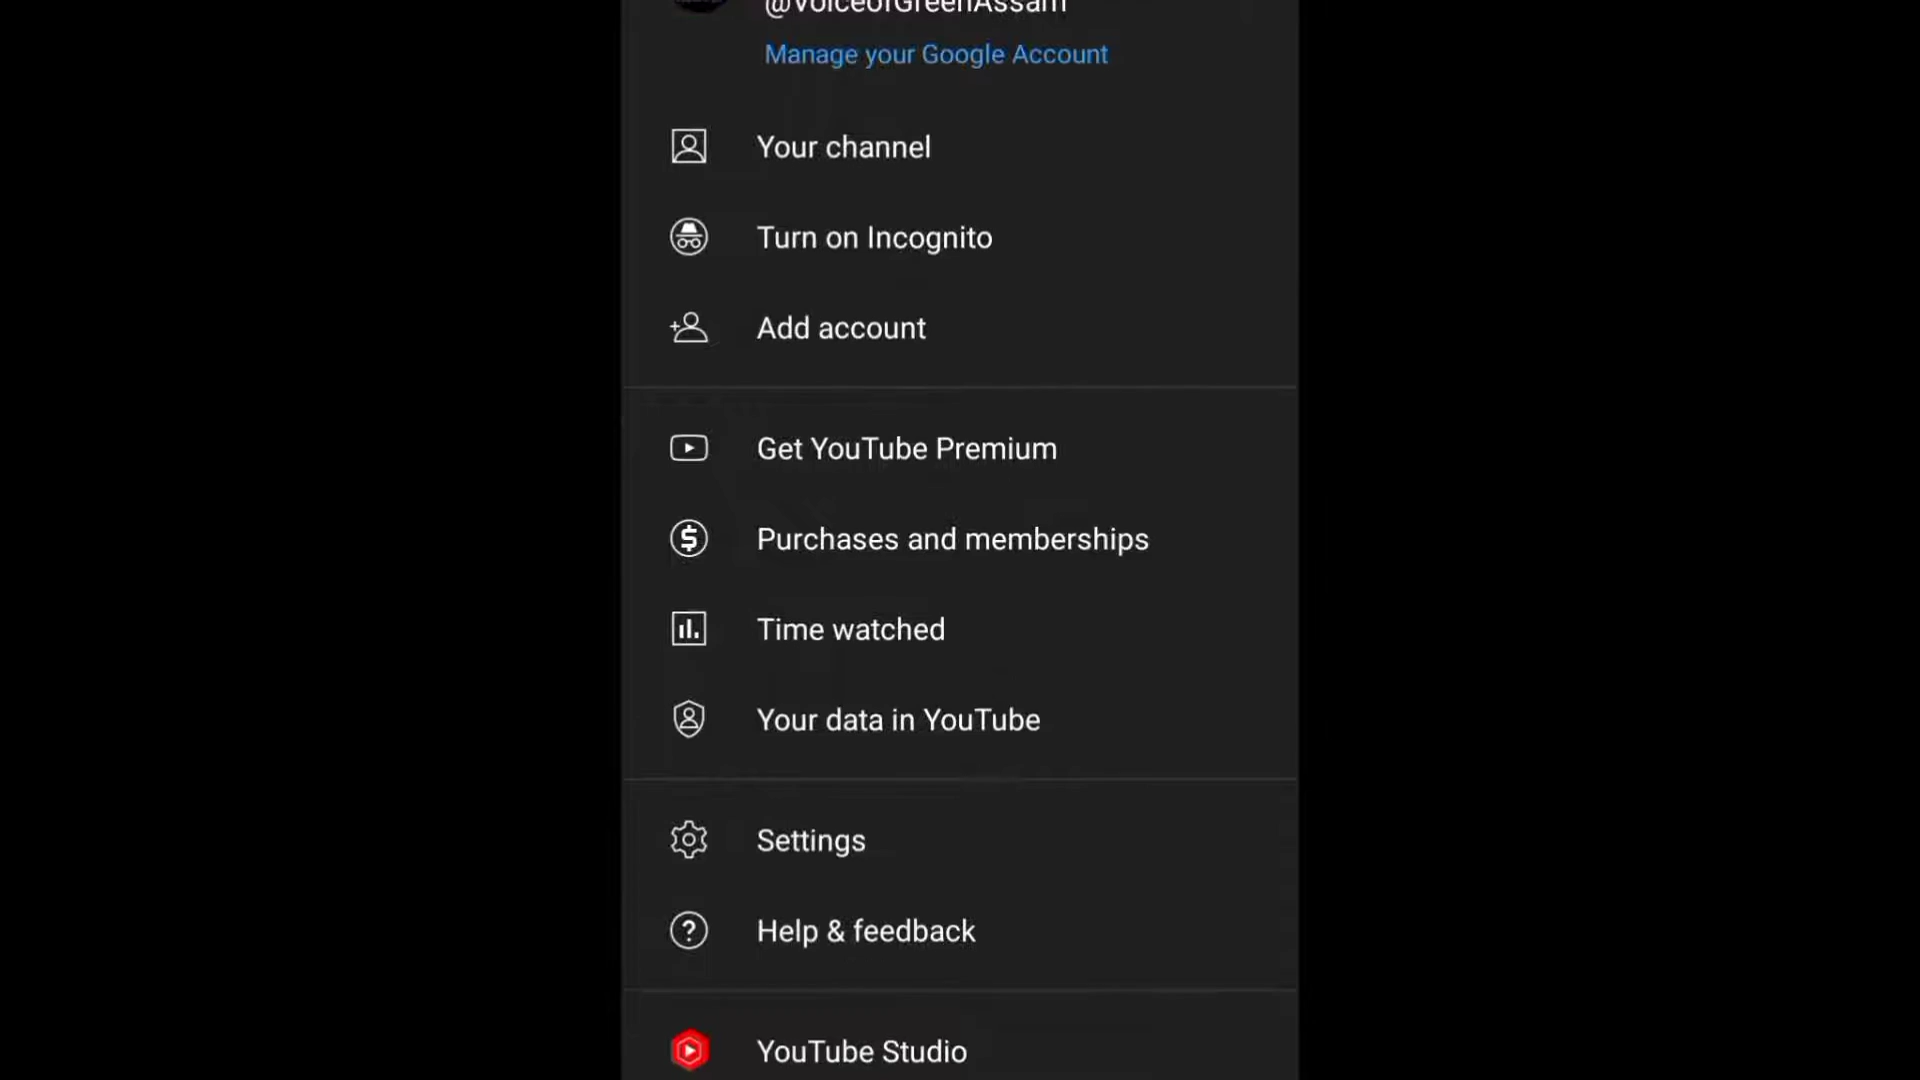 @VoiceofGreenAssam
Manage your Google Account
Your channel
Turn on Incognito
Add account
Get YouTube Premium
Purchases and memberships
Time watched
Your data in YouTube
Settings
Help & feedback
YouTube Studio